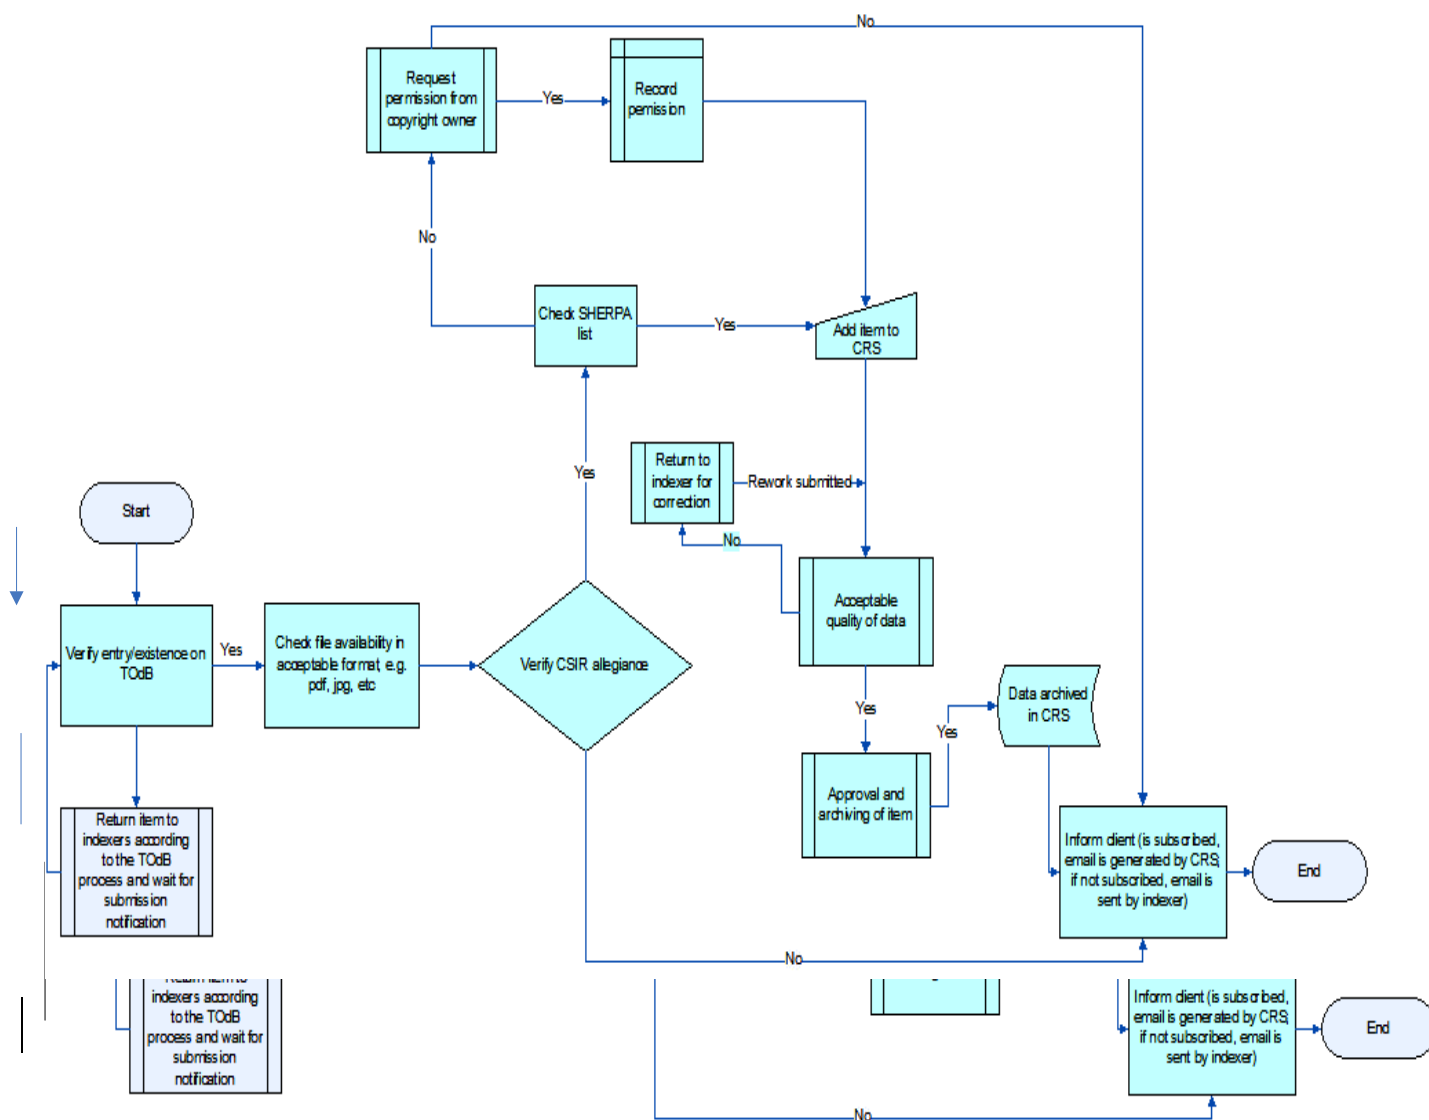 No
Request
permission from
copyright owner
Yes
Record
pemission
No
Check SHERPA
list
Yes
Add item to
CRS
Yes
Return to
indexer for
correction
Rework submitted
No
Start
Acceptable
quality of data
Verify entry/existence on
TOdB
Yes
Check file availability in
acceptable format, e.g.
pdf, jpg, etc
Verify CSIR allegiance
Yes
Data archived
in CRS
Yes
Approval and
archiving of item
Return item to
indexers according
to the TOdB
process and wait for
submission
notification
Inform client (is subscribed,
email is generated by CRS;
if not subscribed, email is
sent by indexer)
End
No
Return item to
indexers according
to the TOdB
process and wait for
submission
notification
Inform client (is subscribed,
email is generated by CRS;
if not subscribed, email is
sent by indexer)
End
No